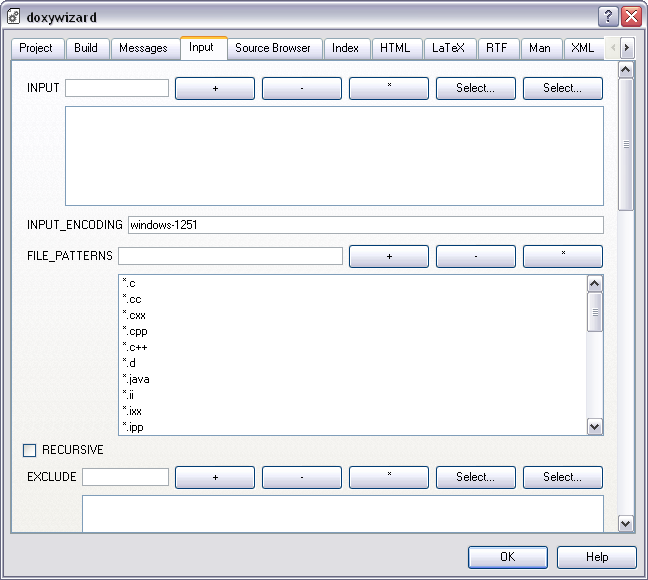 doxywizard
Project Build Messages Input Source Browser Index HTML LaTeX RTF Man XML
INPUT + - * Select... Select...
INPUT_ENCODING windows-1251
FILE_PATTERNS + - *
*.c
*.cc
*.cxx
*.cpp
*.c++
*.d
*.java
*.ii
*.ixx
*.ipp
RECURSIVE
EXCLUDE + - * Select... Select...
OK Help